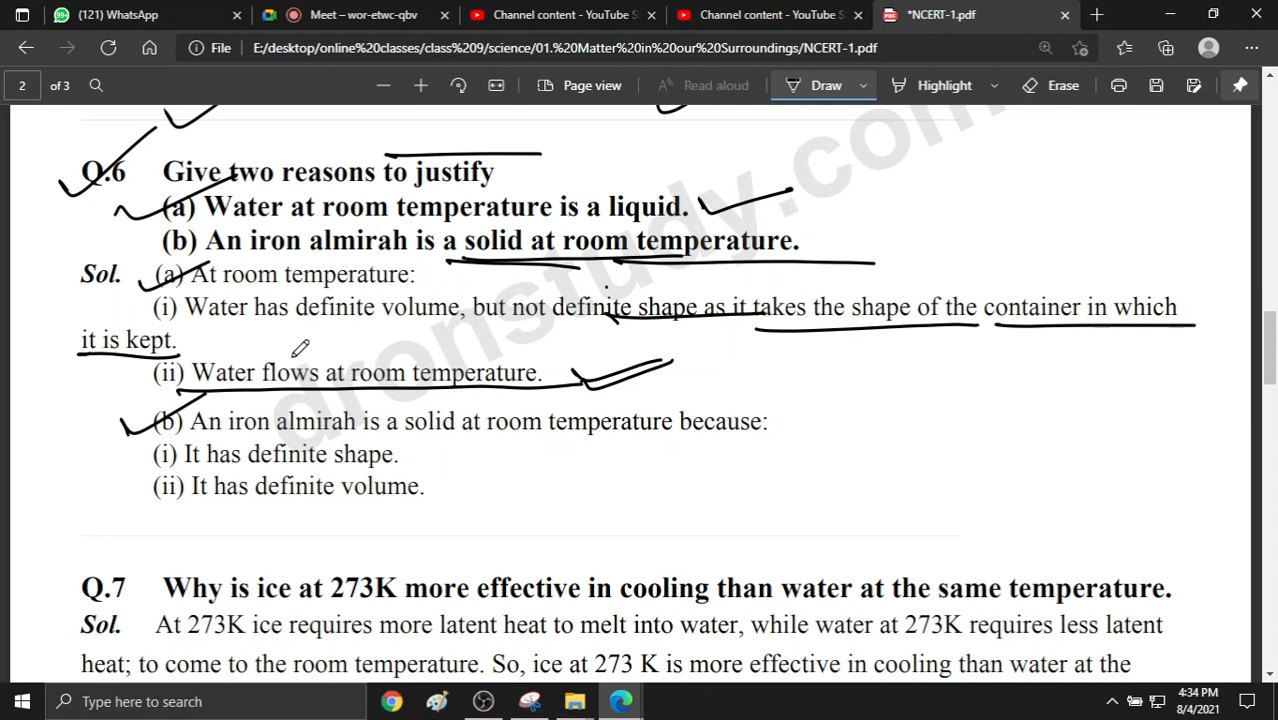 (121) WhatsApp
Meet – wor-etwc-qbv
Channel content - YouTube S
Channel content - YouTube S
*NCERT-1.pdf
File E:/desktop/online%20classes/class%209/science/01.%20Matter%20in%20our%20Surroundings/NCERT-1.pdf
2 of 3 Page view Read aloud Draw Highlight Erase
Q.6 Give two reasons to justify
(a) Water at room temperature is a liquid.
(b) An iron almirah is a solid at room temperature.
Sol. (a) At room temperature:
(i) Water has definite volume, but not definite shape as it takes the shape of the container in which
it is kept.
(ii) Water flows at room temperature.
(b) An iron almirah is a solid at room temperature because:
(i) It has definite shape.
(ii) It has definite volume.
dronstudy.com
Q.7 Why is ice at 273K more effective in cooling than water at the same temperature.
Sol. At 273K ice requires more latent heat to melt into water, while water at 273K requires less latent
heat; to come to the room temperature. So, ice at 273 K is more effective in cooling than water at the
Type here to search
4:34 PM
8/4/2021